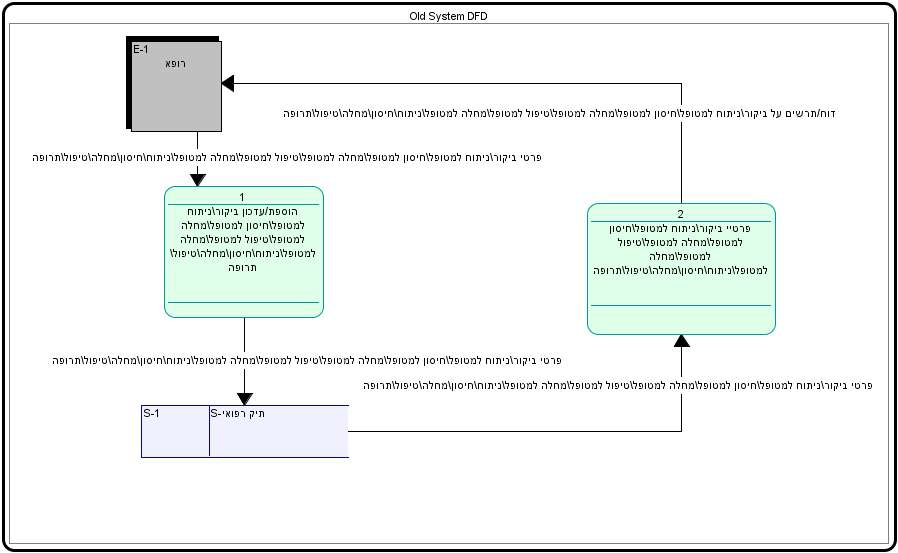 Old System DFD
E-1
רופא
דוח/תרשים על ביקור\ניתוח למטופל\חיסון למטופל\מחלה למטופל\טיפול למטופל\מחלה למטופל\ניתוח\חיסון\מחלה\טיפול\תרופה
פרטי ביקור\ניתוח למטופל\חיסון למטופל\מחלה למטופל\טיפול למטופל\מחלה למטופל\ניתוח\חיסון\מחלה\טיפול\תרופה
1
הוספת/עדכון ביקור\ניתוח
למטופל\חיסון למטופל\מחלה
למטופל\טיפול למטופל\מחלה
למטופל\ניתוח\חיסון\מחלה\טיפול\
תרופה
2
פרטיי ביקור\ניתוח למטופל\חיסון
למטופל\מחלה למטופל\טיפול
למטופל\מחלה
למטופל\ניתוח\חיסון\מחלה\טיפול\תרופה
פרטי ביקור\ניתוח למטופל\חיסון למטופל\מחלה למטופל\טיפול למטופל\מחלה למטופל\ניתוח\חיסון\מחלה\טיפול\תרופה
פרטי ביקור\ניתוח למטופל\חיסון למטופל\מחלה למטופל\טיפול למטופל\מחלה למטופל\ניתוח\חיסון\מחלה\טיפול\תרופה
S-1
S-תיק רפואי